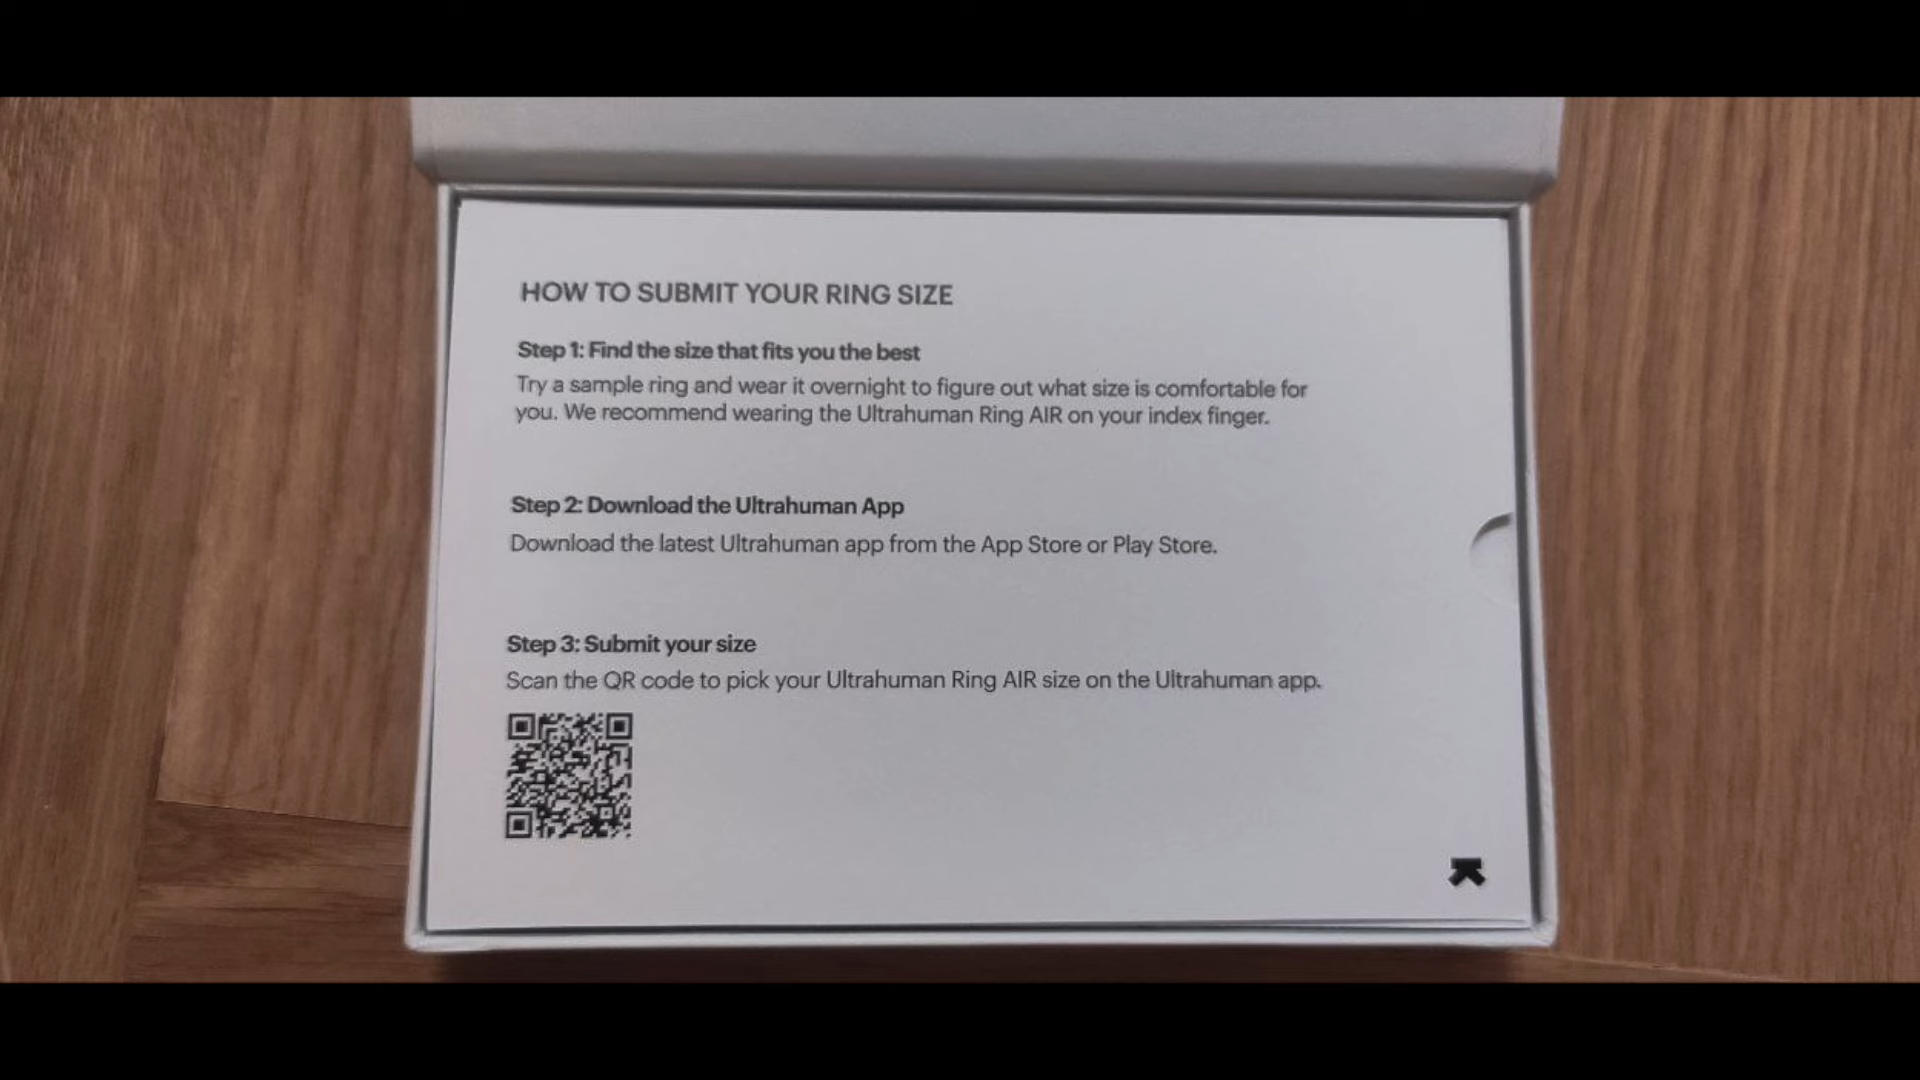 HOW TO SUBMIT YOUR RING SIZE
Step 1: Find the size that fits you the best
Try a sample ring and wear it overnight to figure out what size is comfortable for
you. We recommend wearing the Ultrahuman Ring AIR on your index finger.
Step 2: Download the Ultrahuman App
Download the latest Ultrahuman app from the App Store or Play Store.
Step 3: Submit your size
Scan the QR code to pick your Ultrahuman Ring AIR size on the Ultrahuman app.